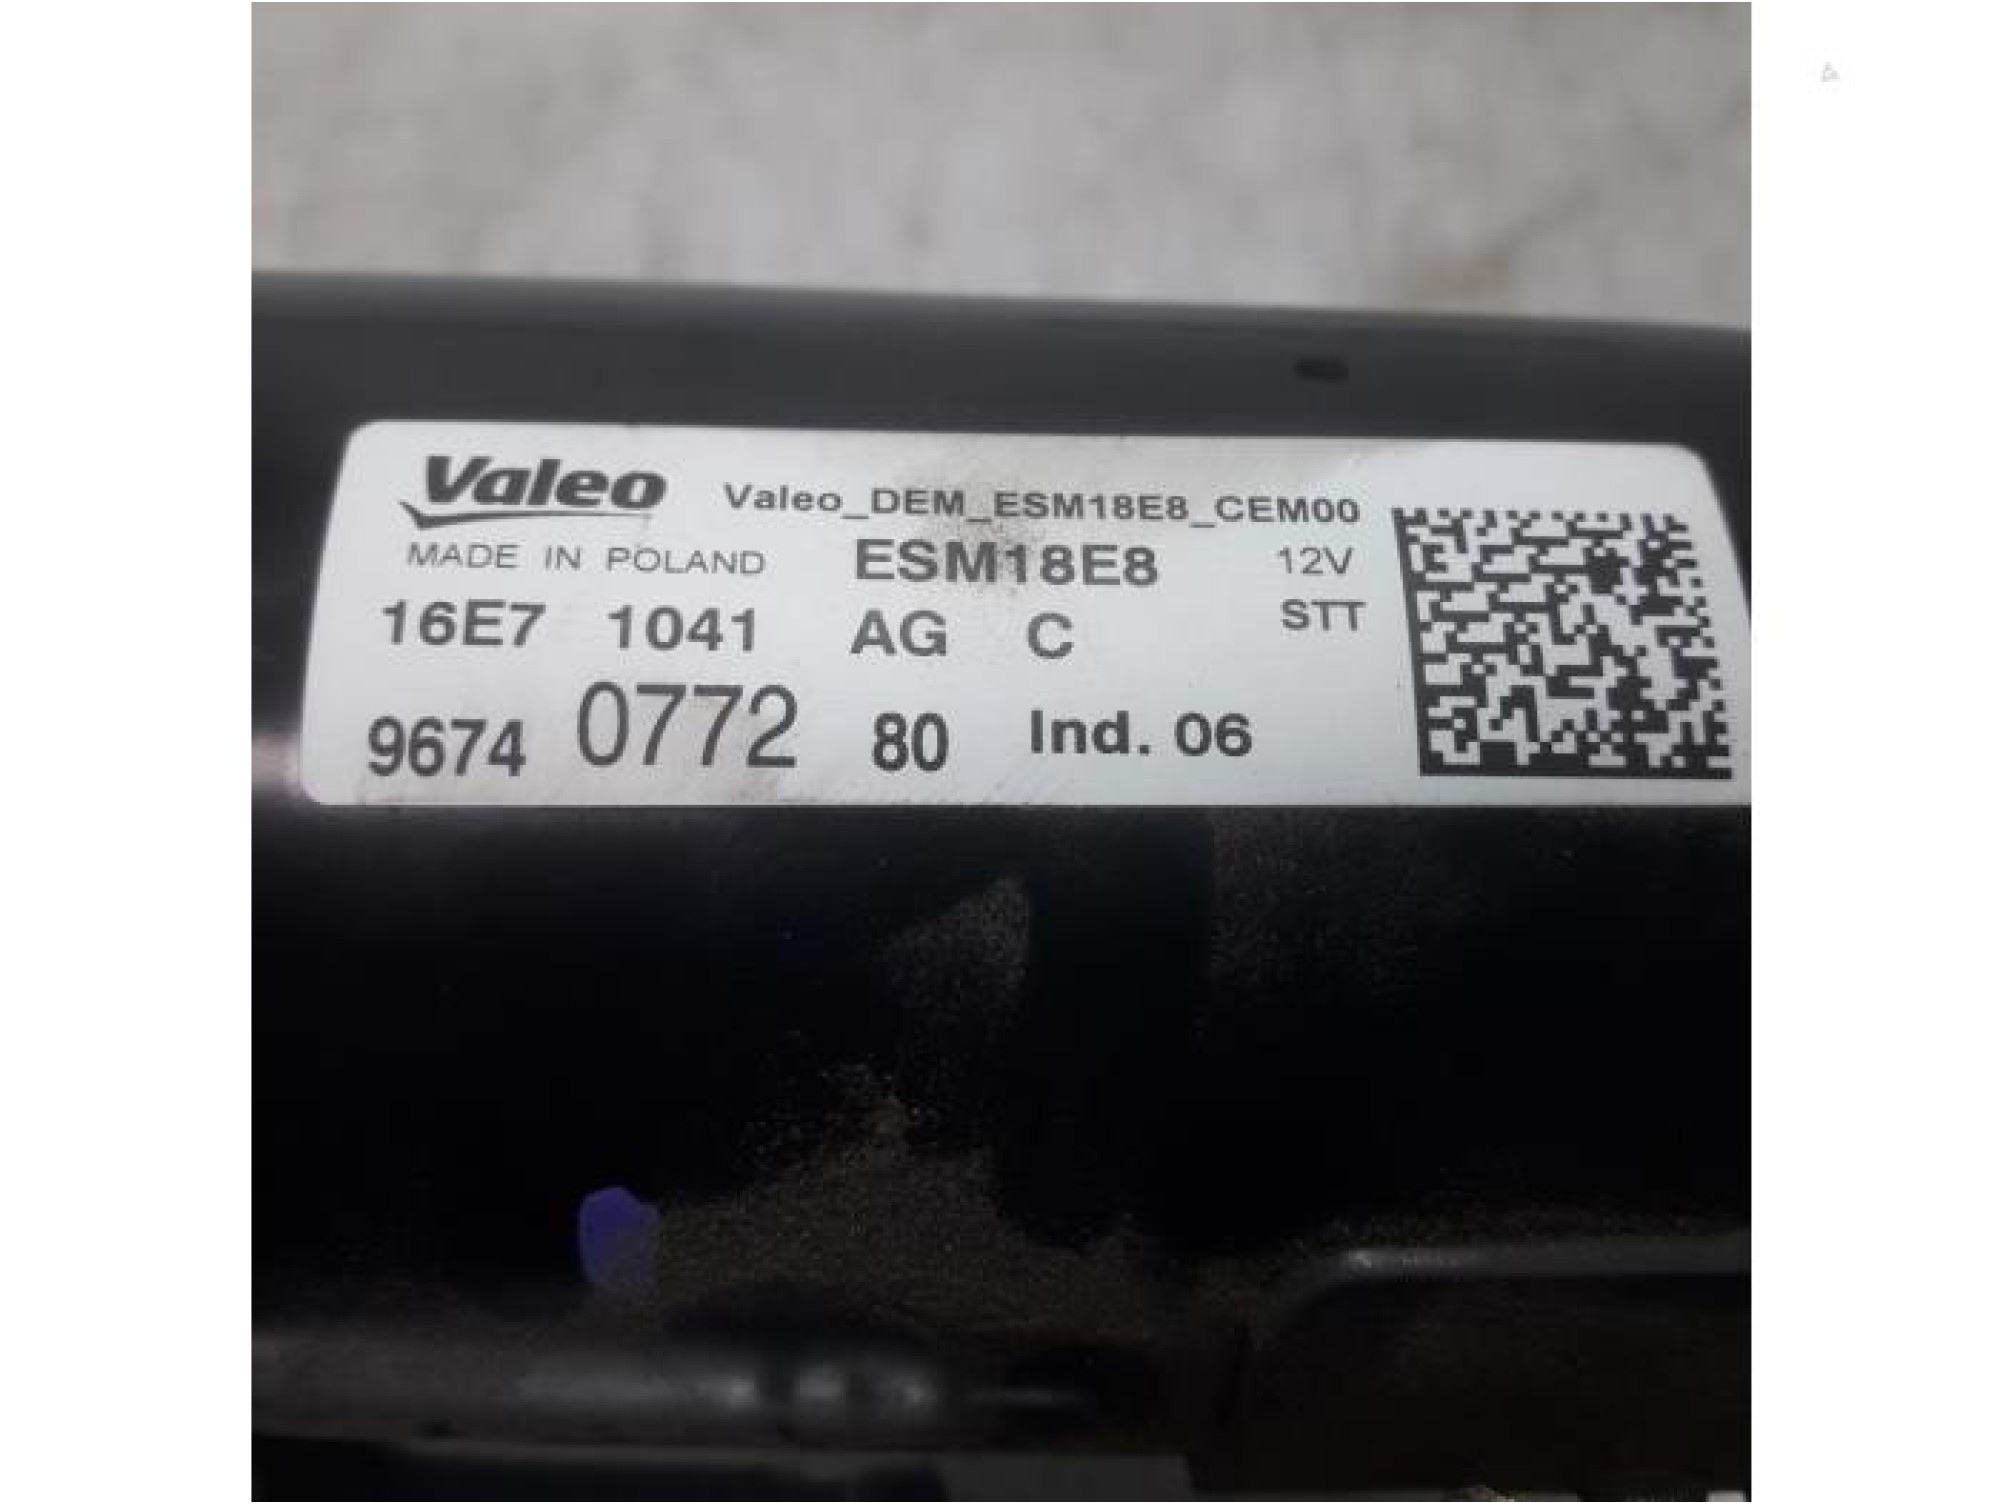 Valeo Valeo_DEM_ESM18E8_CEM00
MADE IN POLAND ESM18E8 12V
16E7 1041 AG C STT
9674 0772 80 Ind. 06